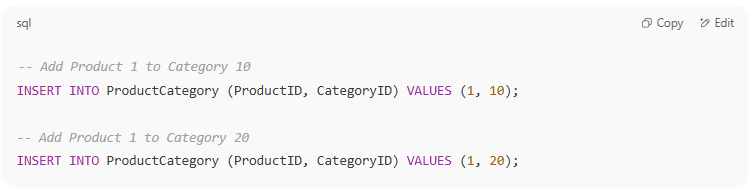 sql
Copy
Edit
-- Add Product 1 to Category 10
INSERT INTO ProductCategory (ProductID, CategoryID) VALUES (1, 10);
-- Add Product 1 to Category 20
INSERT INTO ProductCategory (ProductID, CategoryID) VALUES (1, 20);